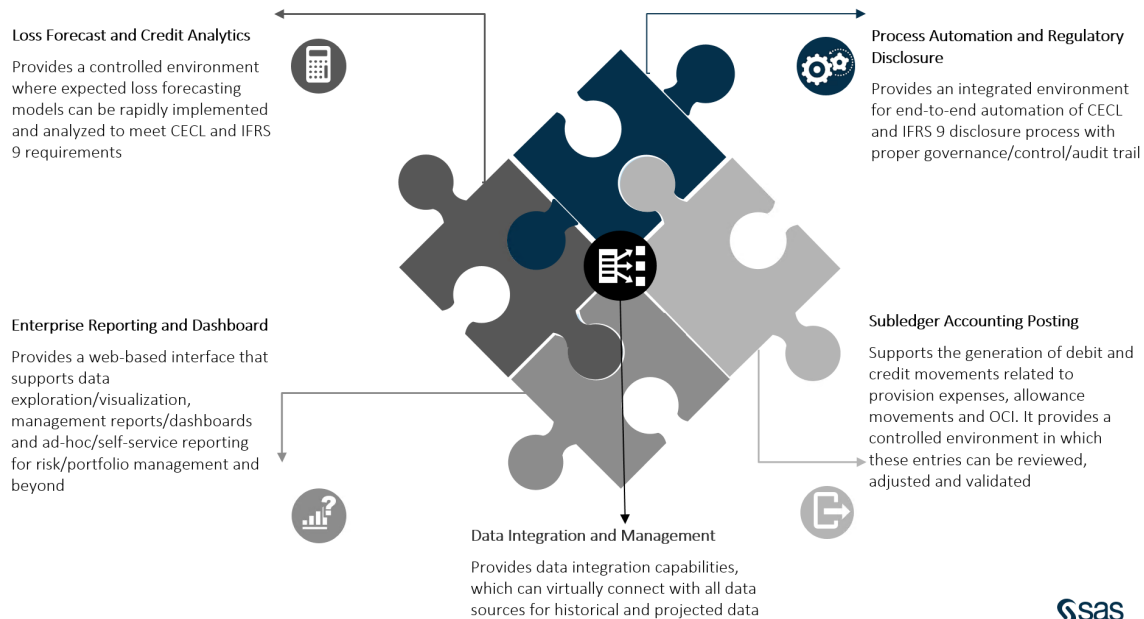 Loss Forecast and Credit Analytics
Provides a controlled environment
where expected loss forecasting
models can be rapidly implemented
and analyzed to meet CECL and IFRS
9 requirements
Process Automation and Regulatory
Disclosure
Provides an integrated environment
for end-to-end automation of CECL
and IFRS 9 disclosure process with
proper governance/control/audit trail
Enterprise Reporting and Dashboard
Provides a web-based interface that
supports data
exploration/visualization,
management reports/dashboards
and ad-hoc/self-service reporting
for risk/portfolio management and
beyond
?
Subledger Accounting Posting
Supports the generation of debit and
credit movements related to
provision expenses, allowance
movements and OCI. It provides a
controlled environment in which
these entries can be reviewed,
adjusted and validated
Data Integration and Management
Provides data integration capabilities,
which can virtually connect with all data
sources for historical and projected data
sas